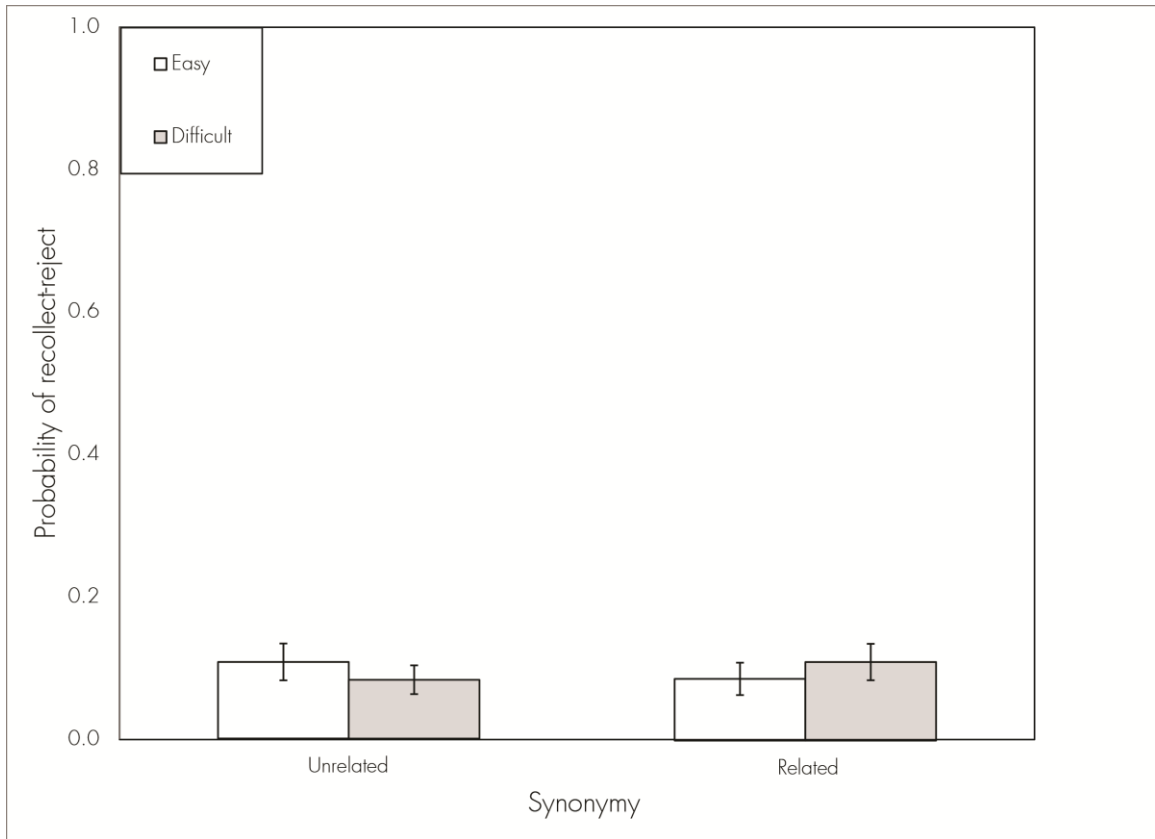 1.0
Easy
Difficult
0.8
0.6
0.4
0.2
0.0
Probability of recollect-reject
Unrelated
Related
Synonymy